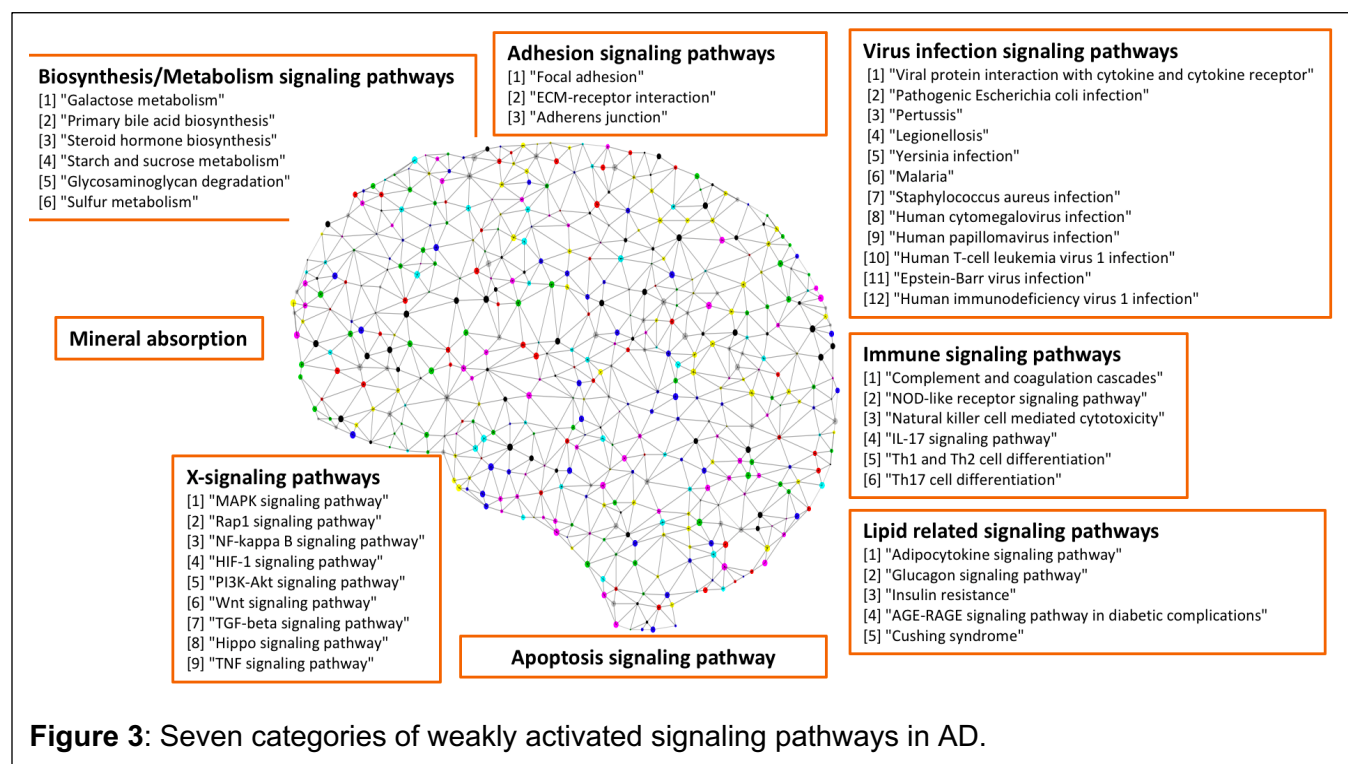 Biosynthesis/Metabolism signaling pathways
[1] "Galactose metabolism"
[2] "Primary bile acid biosynthesis"
[3] "Steroid hormone biosynthesis"
[4] "Starch and sucrose metabolism"
[5] "Glycosaminoglycan degradation"
[6] "Sulfur metabolism"
Adhesion signaling pathways
[1] "Focal adhesion"
[2] "ECM-receptor interaction"
[3] "Adherens junction"
Virus infection signaling pathways
[1] "Viral protein interaction with cytokine and cytokine receptor"
[2] "Pathogenic Escherichia coli infection"
[3] "Pertussis"
[4] "Legionellosis"
[5] "Yersinia infection"
[6] "Malaria"
[7] "Staphylococcus aureus infection"
[8] "Human cytomegalovirus infection"
[9] "Human papillomavirus infection"
[10] "Human T-cell leukemia virus 1 infection"
[11] "Epstein-Barr virus infection"
[12] "Human immunodeficiency virus 1 infection"
Mineral absorption
Immune signaling pathways
[1] "Complement and coagulation cascades"
[2] "NOD-like receptor signaling pathway"
[3] "Natural killer cell mediated cytotoxicity"
[4] "IL-17 signaling pathway"
[5] "Th1 and Th2 cell differentiation"
[6] "Th17 cell differentiation"
X-signaling pathways
[1] "MAPK signaling pathway"
[2] "Rap1 signaling pathway"
[3] "NF-kappa B signaling pathway"
[4] "HIF-1 signaling pathway"
[5] "PI3K-Akt signaling pathway"
[6] "Wnt signaling pathway"
[7] "TGF-beta signaling pathway"
[8] "Hippo signaling pathway"
[9] "TNF signaling pathway"
Lipid related signaling pathways
[1] "Adipocytokine signaling pathway"
[2] "Glucagon signaling pathway"
[3] "Insulin resistance"
[4] "AGE-RAGE signaling pathway in diabetic complications"
[5] "Cushing syndrome"
Apoptosis signaling pathway
Figure 3: Seven categories of weakly activated signaling pathways in AD.